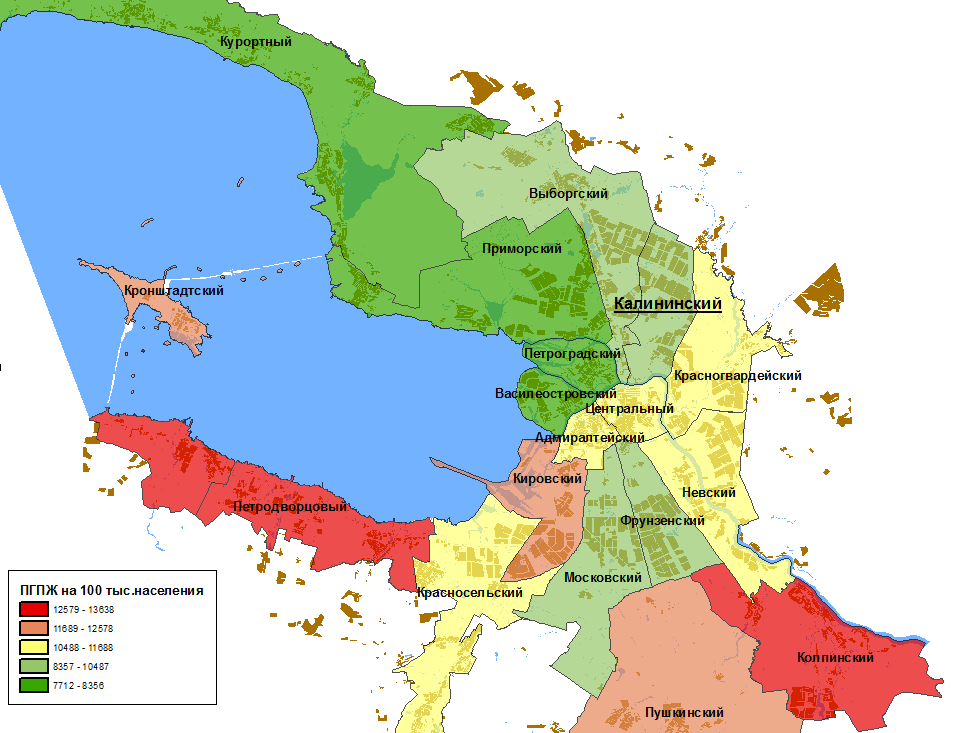 Курортный
Выборгский
Приморский
Кронштадтский
Калининский
Петроградский
Красногвардейский
Василеостровский
Центральный
Адмиралтейский
Кировский
Невский
Петродворцовый
Фрунзенский
Московский
Красносельский
Колпинский
Пушкинский
ПГПЖ на 100 тыс.населения
12579 - 13638
11689 - 12578
10488 - 11688
8357 - 10487
7712 - 8356